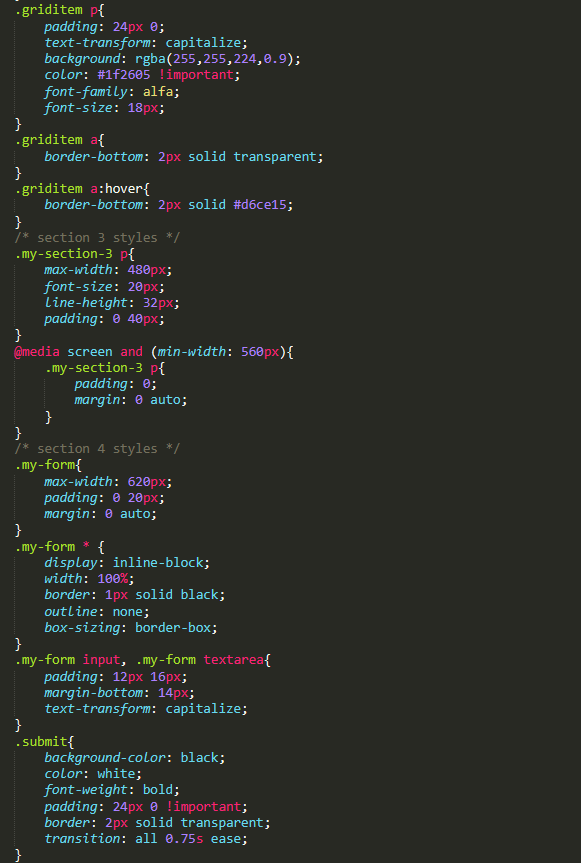 .griditem p{
    padding: 24px 0;
    text-transform: capitalize;
    background: rgba(255,255,224,0.9);
    color: #1f2605 !important;
    font-family: alfa;
    font-size: 18px;
}
.griditem a{
    border-bottom: 2px solid transparent;
}
.griditem a:hover{
    border-bottom: 2px solid #d6ce15;
}
/* section 3 styles */
.my-section-3 p{
    max-width: 480px;
    font-size: 20px;
    line-height: 32px;
    padding: 0 40px;
}
@media screen and (min-width: 560px){
    .my-section-3 p{
        padding: 0;
        margin: 0 auto;
    }
}
/* section 4 styles */
.my-form{
    max-width: 620px;
    padding: 0 20px;
    margin: 0 auto;
}
.my-form * {
    display: inline-block;
    width: 100%;
    border: 1px solid black;
    outline: none;
    box-sizing: border-box;
}
.my-form input, .my-form textarea{
    padding: 12px 16px;
    margin-bottom: 14px;
    text-transform: capitalize;
}
.submit{
    background-color: black;
    color: white;
    font-weight: bold;
    padding: 24px 0 !important;
    border: 2px solid transparent;
    transition: all 0.75s ease;
}